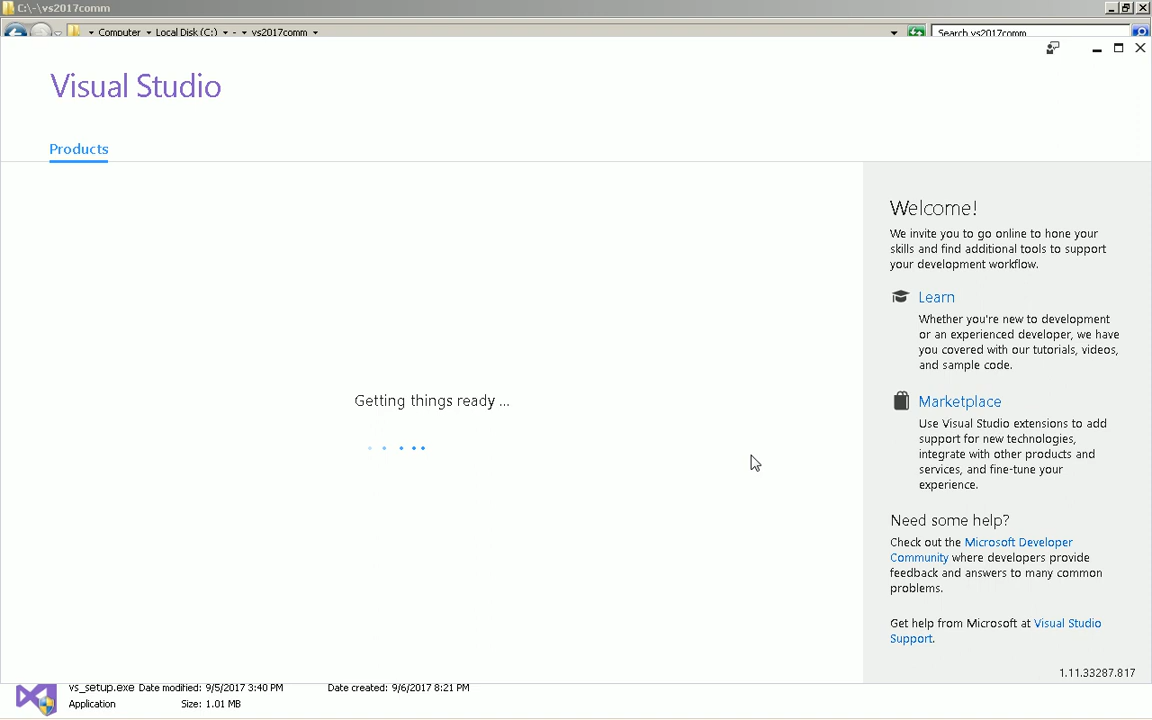 C:\-\vs2017comm
Computer Local Disk (C:) - vs2017comm
Search vs2017comm
Visual Studio
Products
Getting things ready ...
Welcome!
We invite you to go online to hone your
skills and find additional tools to support
your development workflow.
Learn
Whether you're new to development
or an experienced developer, we have
you covered with our tutorials, videos,
and sample code.
Marketplace
Use Visual Studio extensions to add
support for new technologies,
integrate with other products and
services, and fine-tune your
experience.
Need some help?
Check out the Microsoft Developer
Community where developers provide
feedback and answers to many common
problems.
Get help from Microsoft at Visual Studio
Support.
1.11.33287.817
vs_setup.exe Date modified: 9/5/2017 3:40 PM Date created: 9/6/2017 8:21 PM
Application Size: 1.01 MB